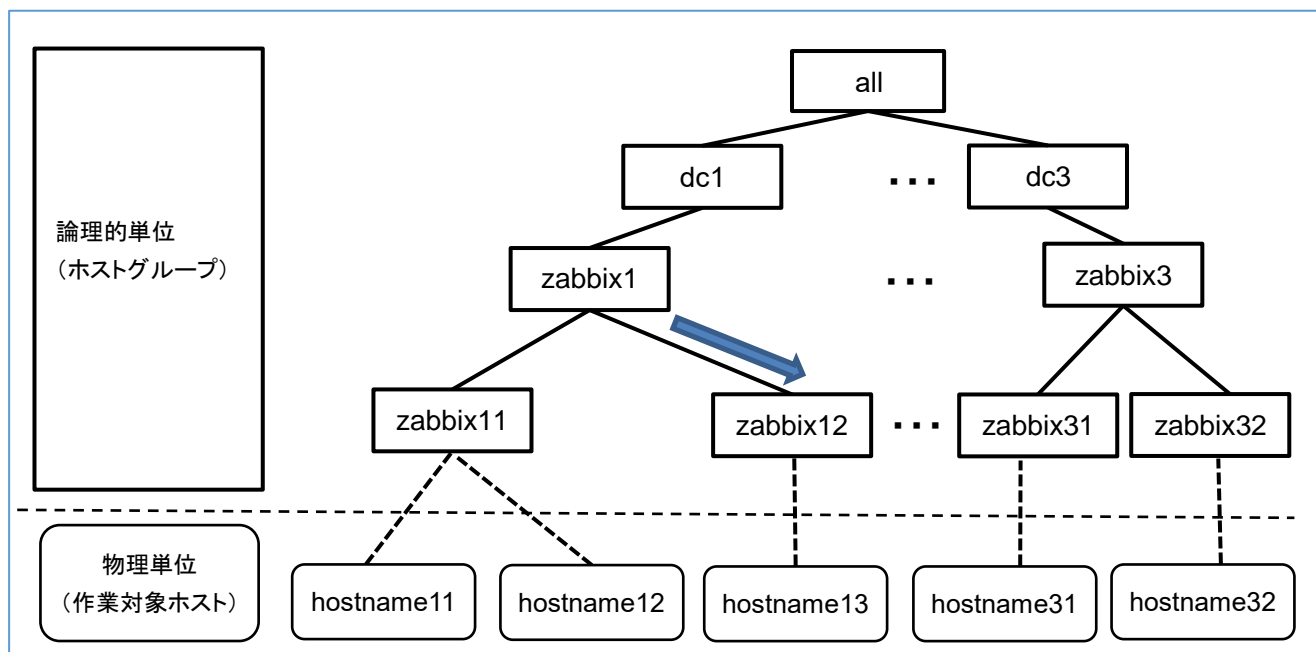 all
dc1
...
dc3
論理的単位
（ホストグループ）
zabbix1
...
zabbix3
zabbix11
zabbix12
...
zabbix31
zabbix32
物理単位
（作業対象ホスト）
hostname11
hostname12
hostname13
hostname31
hostname32